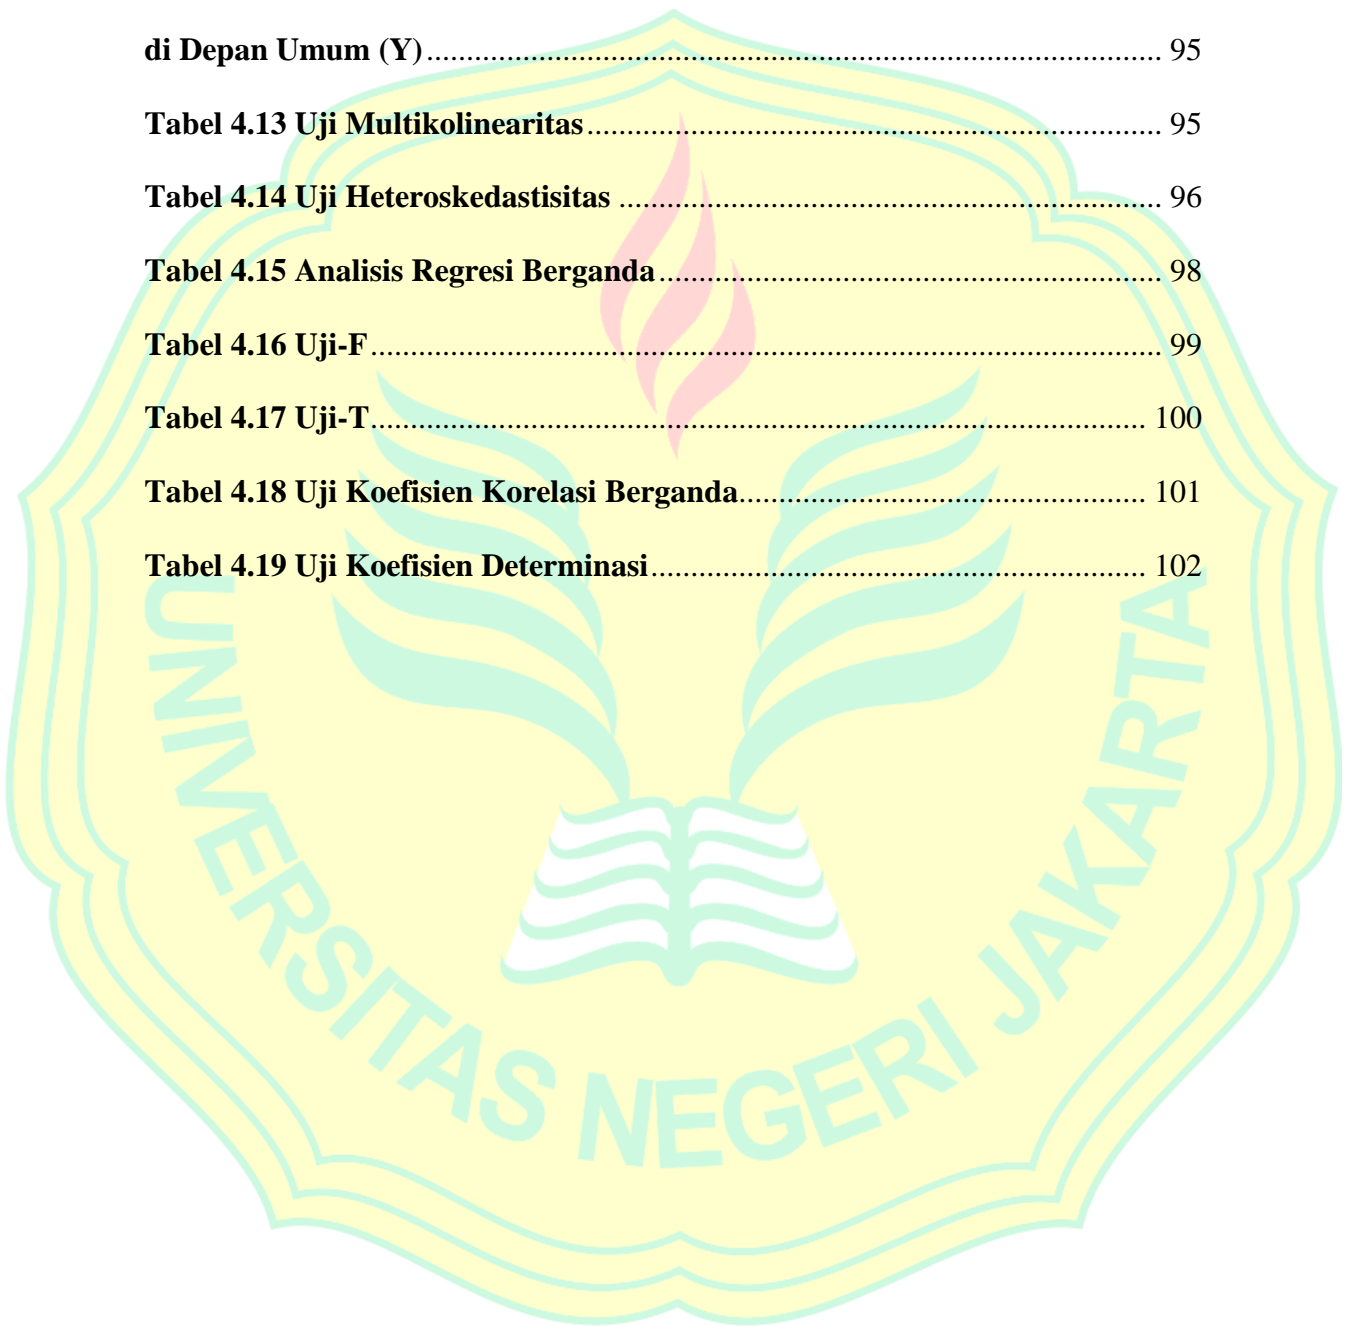 di Depan Umum (Y)........................................................................................... 95
Tabel 4.13 Uji Multikolinearitas....................................................................... 95
Tabel 4.14 Uji Heteroskedastisitas ................................................................... 96
Tabel 4.15 Analisis Regresi Berganda.............................................................. 98
Tabel 4.16 Uji-F.................................................................................................. 99
Tabel 4.17 Uji-T................................................................................................ 100
Tabel 4.18 Uji Koefisien Korelasi Berganda.................................................. 101
Tabel 4.19 Uji Koefisien Determinasi............................................................. 102
UNIVERSITAS NEGERI JAKARTA